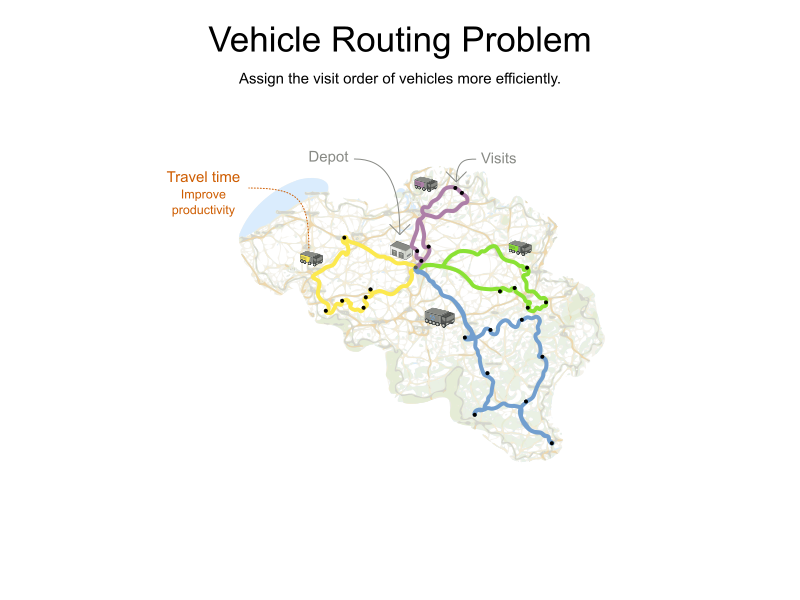 Vehicle Routing Problem
Assign the visit order of vehicles more efficiently.
Depot
Visits
Travel time
Improve
productivity